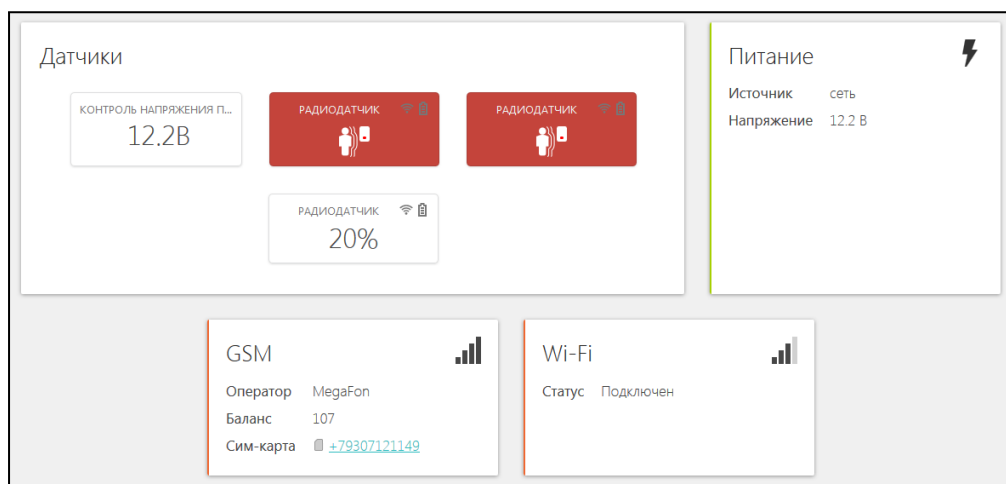 Датчики
КОНТРОЛЬ НАПРЯЖЕНИЯ П...
12.2В
РАДИОДАТЧИК
РАДИОДАТЧИК
РАДИОДАТЧИК
20%
Питание
Источник сеть
Напряжение 12.2 В
GSM
Оператор MegaFon
Баланс 107
Сим-карта +79307121149
Wi-Fi
Статус Подключен